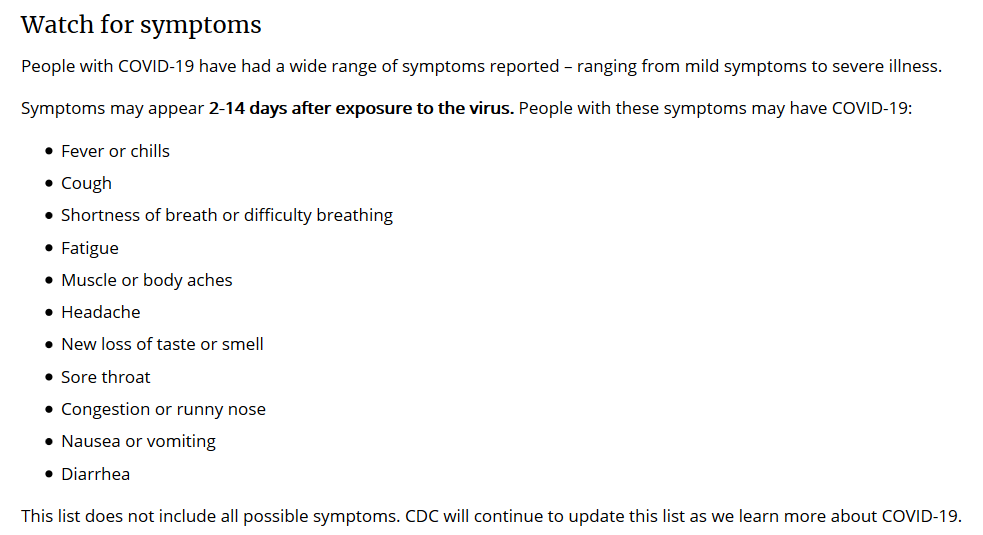 Watch for symptoms
People with COVID-19 have had a wide range of symptoms reported – ranging from mild symptoms to severe illness.
Symptoms may appear 2-14 days after exposure to the virus. People with these symptoms may have COVID-19:
• Fever or chills
• Cough
• Shortness of breath or difficulty breathing
• Fatigue
• Muscle or body aches
• Headache
• New loss of taste or smell
• Sore throat
• Congestion or runny nose
• Nausea or vomiting
• Diarrhea
This list does not include all possible symptoms. CDC will continue to update this list as we learn more about COVID-19.